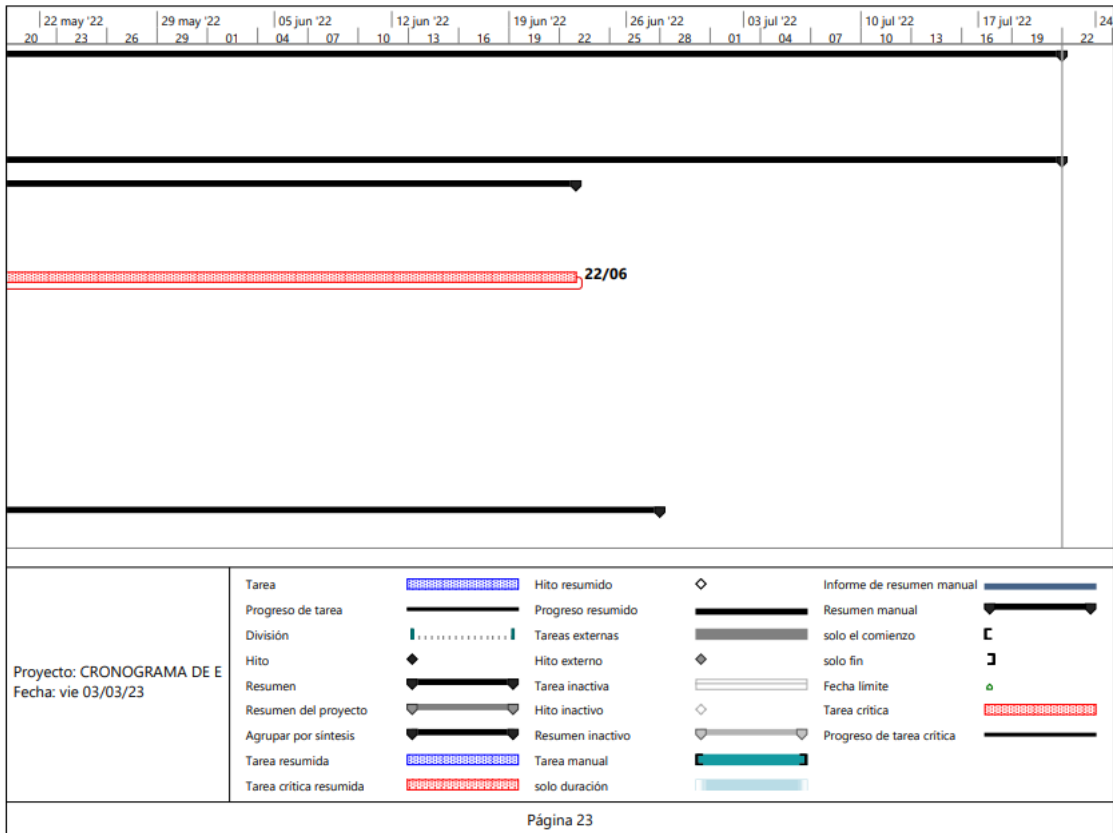 22 may '22 29 may '22 05 jun '22 12 jun '22 19 jun '22 26 jun '22 03 jul '22 10 jul '22 17 jul '22 24
20 23 26 29 01 04 07 10 13 16 19 22 25 28 01 04 07 10 13 16 19 22
22/06
Proyecto: CRONOGRAMA DE E
Fecha: vie 03/03/23
Tarea
Progreso de tarea
División
Hito
Resumen
Resumen del proyecto
Agrupar por síntesis
Tarea resumida
Tarea crítica resumida
Hito resumido
Progreso resumido
Tareas externas
Hito externo
Tarea inactiva
Hito inactivo
Resumen inactivo
Tarea manual
solo duración
Informe de resumen manual
Resumen manual
solo el comienzo
solo fin
Fecha límite
Tarea crítica
Progreso de tarea crítica
Página 23